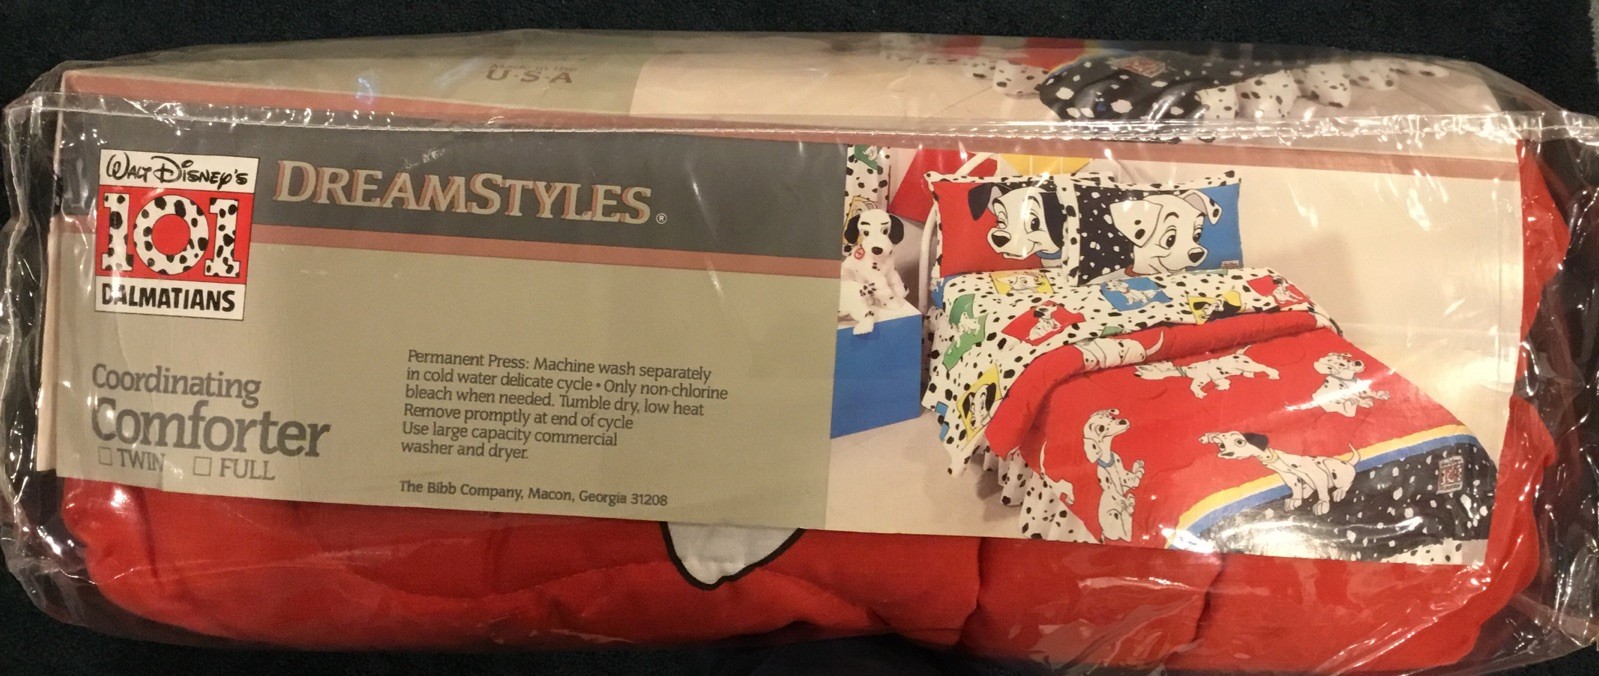 Made in the
U·S·A
WALT DISNEY'S
101
DALMATIANS
DREAMSTYLES®
Coordinating
Comforter
☐ TWIN ☐ FULL
Permanent Press: Machine wash separately
in cold water delicate cycle • Only non-chlorine
bleach when needed. Tumble dry, low heat
Remove promptly at end of cycle
Use large capacity commercial
washer and dryer.
The Bibb Company, Macon, Georgia 31208